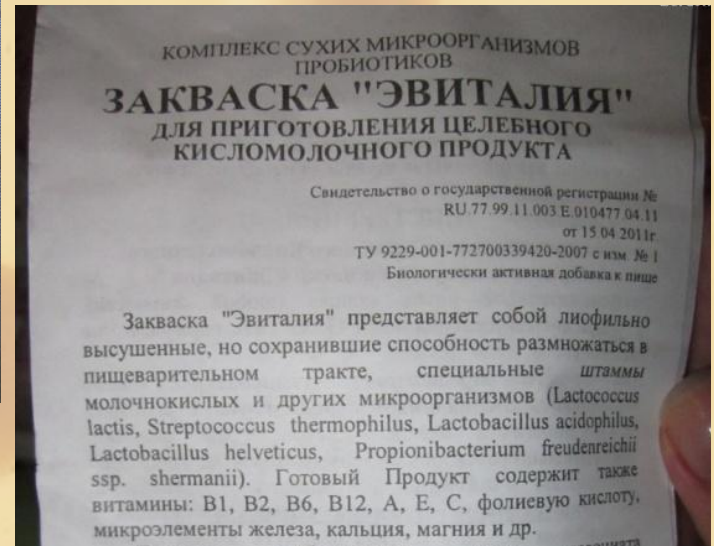 КОМПЛЕКС СУХИХ МИКРООРГАНИЗМОВ
ПРОБИОТИКОВ
ЗАКВАСКА "ЭВИТАЛИЯ"
ДЛЯ ПРИГОТОВЛЕНИЯ ЦЕЛЕБНОГО
КИСЛОМОЛОЧНОГО ПРОДУКТА
Свидетельство о государственной регистрации №
RU.77.99.11.003.Е.010477.04.11
от 15.04.2011г
ТУ 9229-001-772700339420-2007 с изм. № 1
Биологически активная добавка к пище
Закваска "Эвиталия" представляет собой лиофильно
высушенные, но сохранившие способность размножаться в
пищеварительном тракте, специальные штаммы
молочнокислых и других микроорганизмов (Lactococcus
lactis, Streptococcus thermophilus, Lactobacillus acidophilus,
Lactobacillus helveticus, Propionibacterium freudenreichii
ssp. shermanii). Готовый Продукт содержит также
витамины: В1, В2, В6, В12, А, Е, С, фолиевую кислоту,
микроэлементы железа, кальция, магния и др.